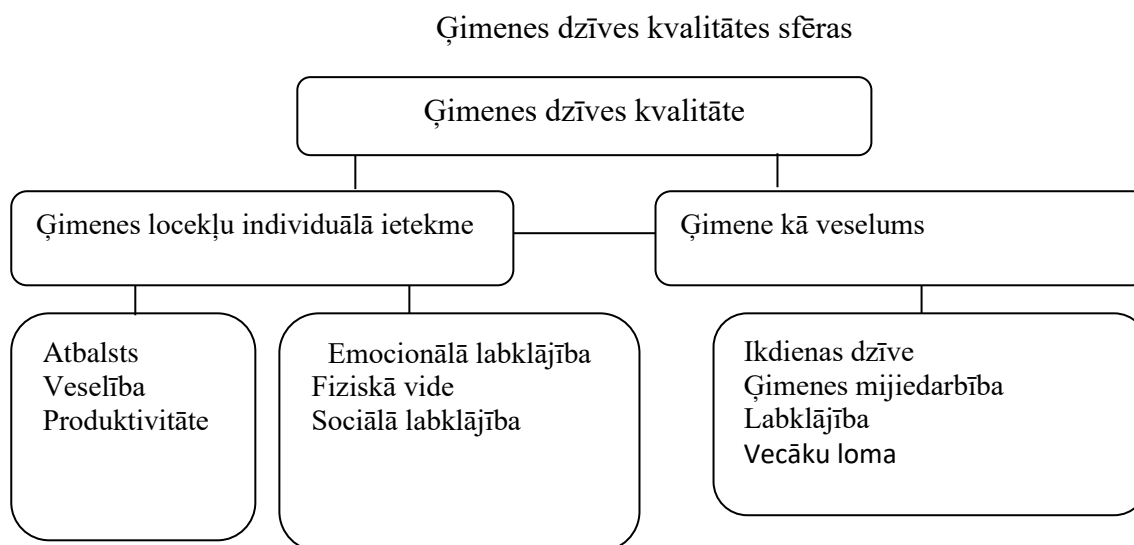 Ģimenes dzīves kvalitātes sfēras
Ģimenes dzīves kvalitāte
Ģimenes locekļu individuālā ietekme
Ģimene kā veselums
Atbalsts
Veselība
Produktivitāte
Emocionālā labklājība
Fiziskā vide
Sociālā labklājība
Ikdienas dzīve
Ģimenes mijiedarbība
Labklājība
Vecāku loma